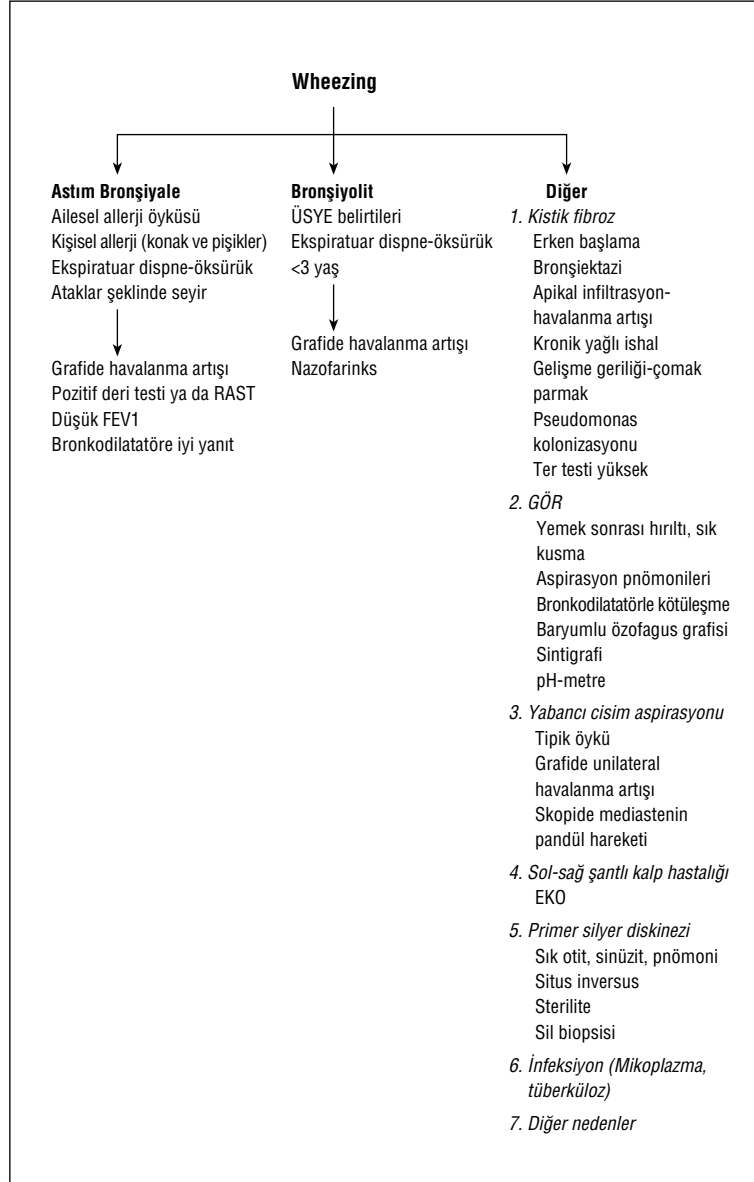 Wheezing
Astım Bronşiyale
Ailesel allerji öyküsü
Kişisel allerji (konak ve pişikler)
Ekspiratuar dispne-öksürük
Ataklar şeklinde seyir
Grafide havalanma artışı
Pozitif deri testi ya da RAST
Düşük FEV1
Bronkodilatatöre iyi yanıt
Bronşiyolit
ÜSYE belirtileri
Ekspiratuar dispne-öksürük
<3 yaş
Grafide havalanma artışı
Nazofarinks
Diğer
1. Kistik fibroz
Erken başlama
Bronşiektazi
Apikal infiltrasyon-
havalanma artışı
Kronik yağlı ishal
Gelişme geriliği-çomak
parmak
Pseudomonas
kolonizasyonu
Ter testi yüksek
2. GÖR
Yemek sonrası hırıltı, sık
kusma
Aspirasyon pnömonileri
Bronkodilatatörle kötüleşme
Baryumlu özofagus grafisi
Sintigrafi
pH-metre
3. Yabancı cisim aspirasyonu
Tipik öykü
Grafide unilateral
havalanma artışı
Skopide mediastenin
pandül hareketi
4. Sol-sağ şantlı kalp hastalığı
EKO
5. Primer silyer diskinezi
Sık otit, sinüzit, pnömoni
Situs inversus
Sterilite
Sil biopsisi
6. İnfeksiyon (Mikoplazma,
tüberküloz)
7. Diğer nedenler